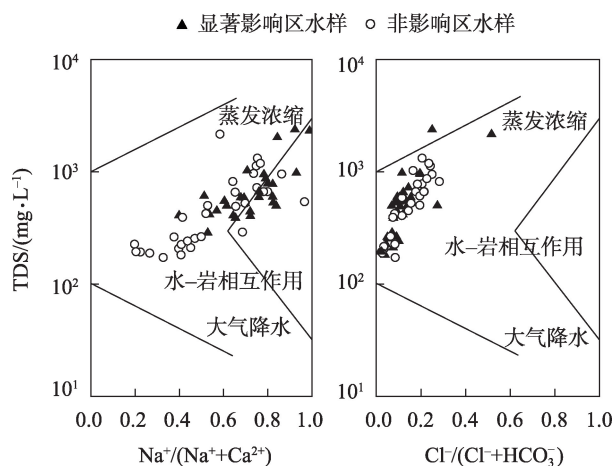 ▲ 显著影响区水样 ○ 非影响区水样
10⁴
10³
10²
10¹
TDS/(mg·L⁻¹)
蒸发浓缩
水–岩相互作用
大气降水
0.0 0.2 0.4 0.6 0.8 1.0
Na⁺/(Na⁺+Ca²⁺)
10⁴
10³
10²
10¹
蒸发浓缩
水–岩相互作用
大气降水
0.0 0.2 0.4 0.6 0.8 1.0
Cl⁻/(Cl⁻+HCO₃⁻)